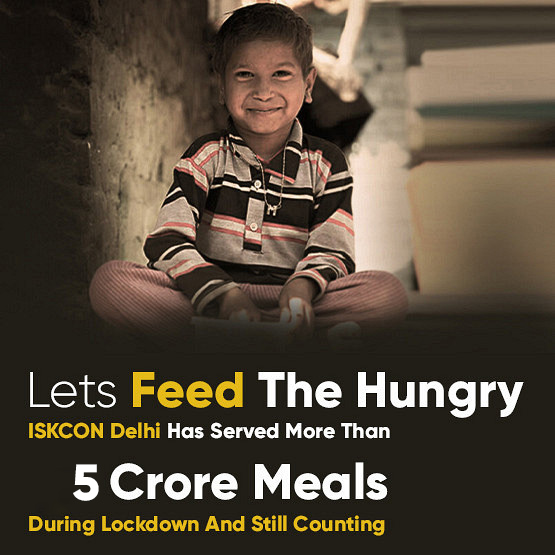 Lets Feed The Hungry
ISKCON Delhi Has Served More Than
5 Crore Meals
During Lockdown And Still Counting